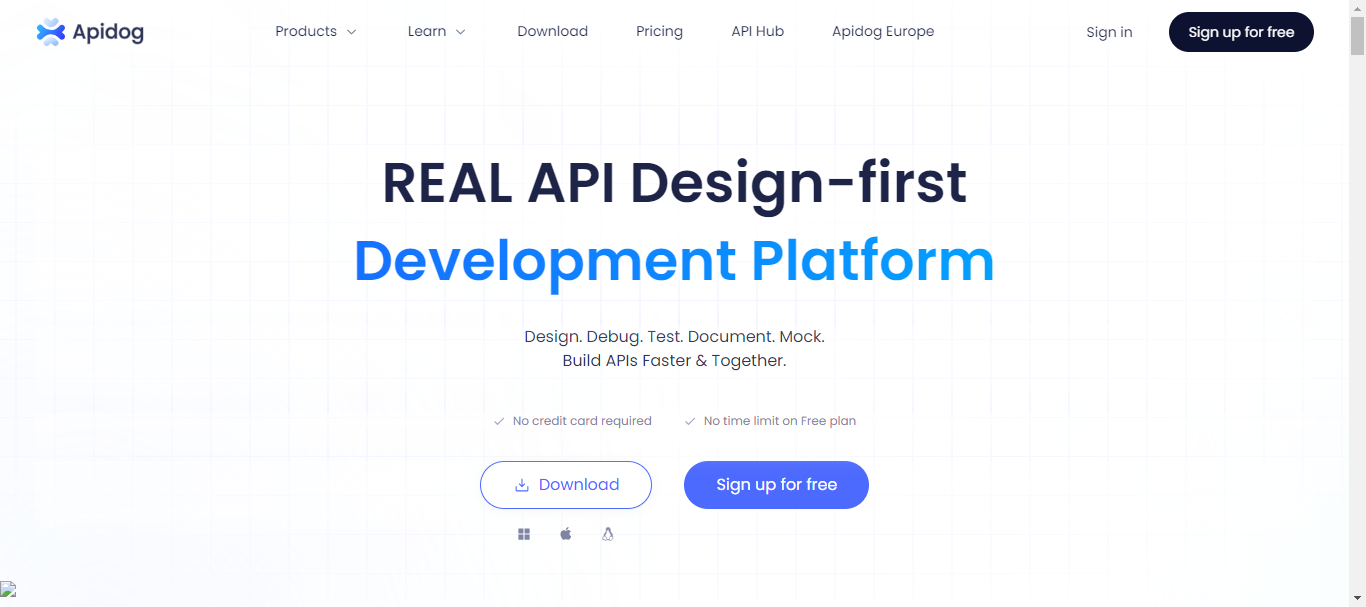 Apidog
Products
Learn
Download
Pricing
API Hub
Apidog Europe
Sign in
Sign up for free
REAL API Design-first
Development Platform
Design. Debug. Test. Document. Mock.
Build APIs Faster & Together.
No credit card required
No time limit on Free plan
Download
Sign up for free